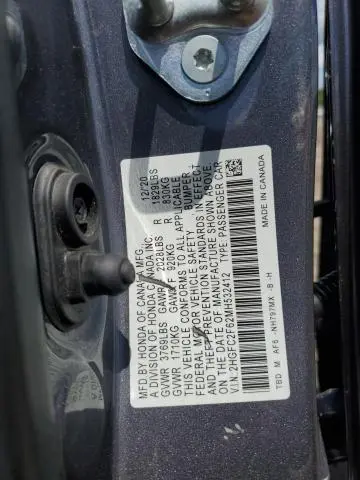 MFD BY HONDA OF CANADA MFG. 12/20
A DIVISION OF HONDA CANADA INC.
GVWR 3769LBS GAWR F 2028LBS R 1829LBS
GVWR 1710KG GAWR F 920KG R 830KG
THIS VEHICLE CONFORMS TO ALL APPLICABLE
FEDERAL MOTOR VEHICLE SAFETY BUMPER
AND THEFT PREVENTION STANDARDS IN EFFECT
ON THE DATE OF MANUFACTURE SHOWN ABOVE.
V.I.N. 2HGFC2F62MH532412 TYPE: PASSENGER CAR
TBD M AF6 -NH797MX -B -H
MADE IN CANADA